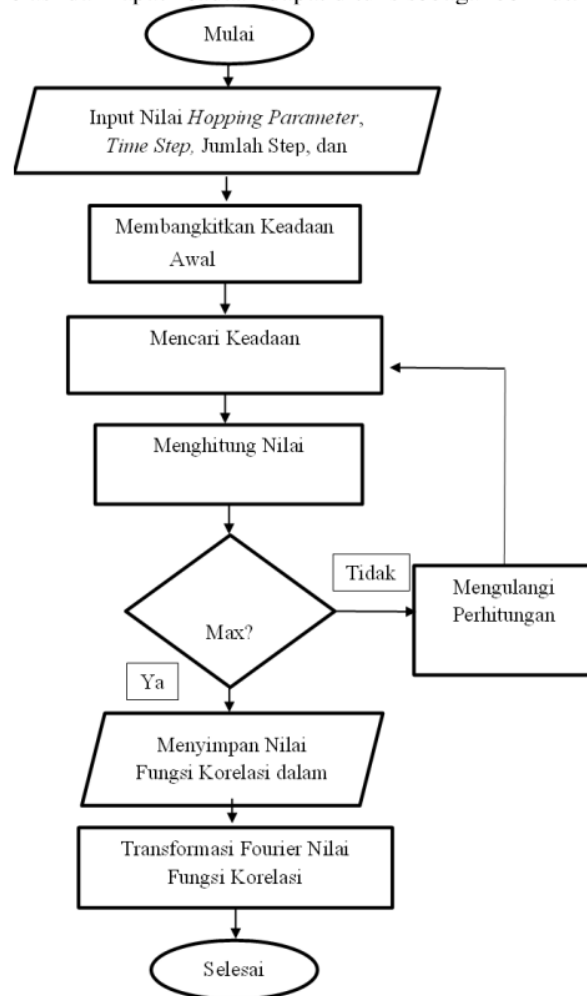 Mulai
Input Nilai Hopping Parameter,
Time Step, Jumlah Step, dan
Membangkitkan Keadaan
Awal
Mencari Keadaan
Menghitung Nilai
Max?
Tidak
Mengulangi
Perhitungan
Ya
Menyimpan Nilai
Fungsi Korelasi dalam
Transformasi Fourier Nilai
Fungsi Korelasi
Selesai